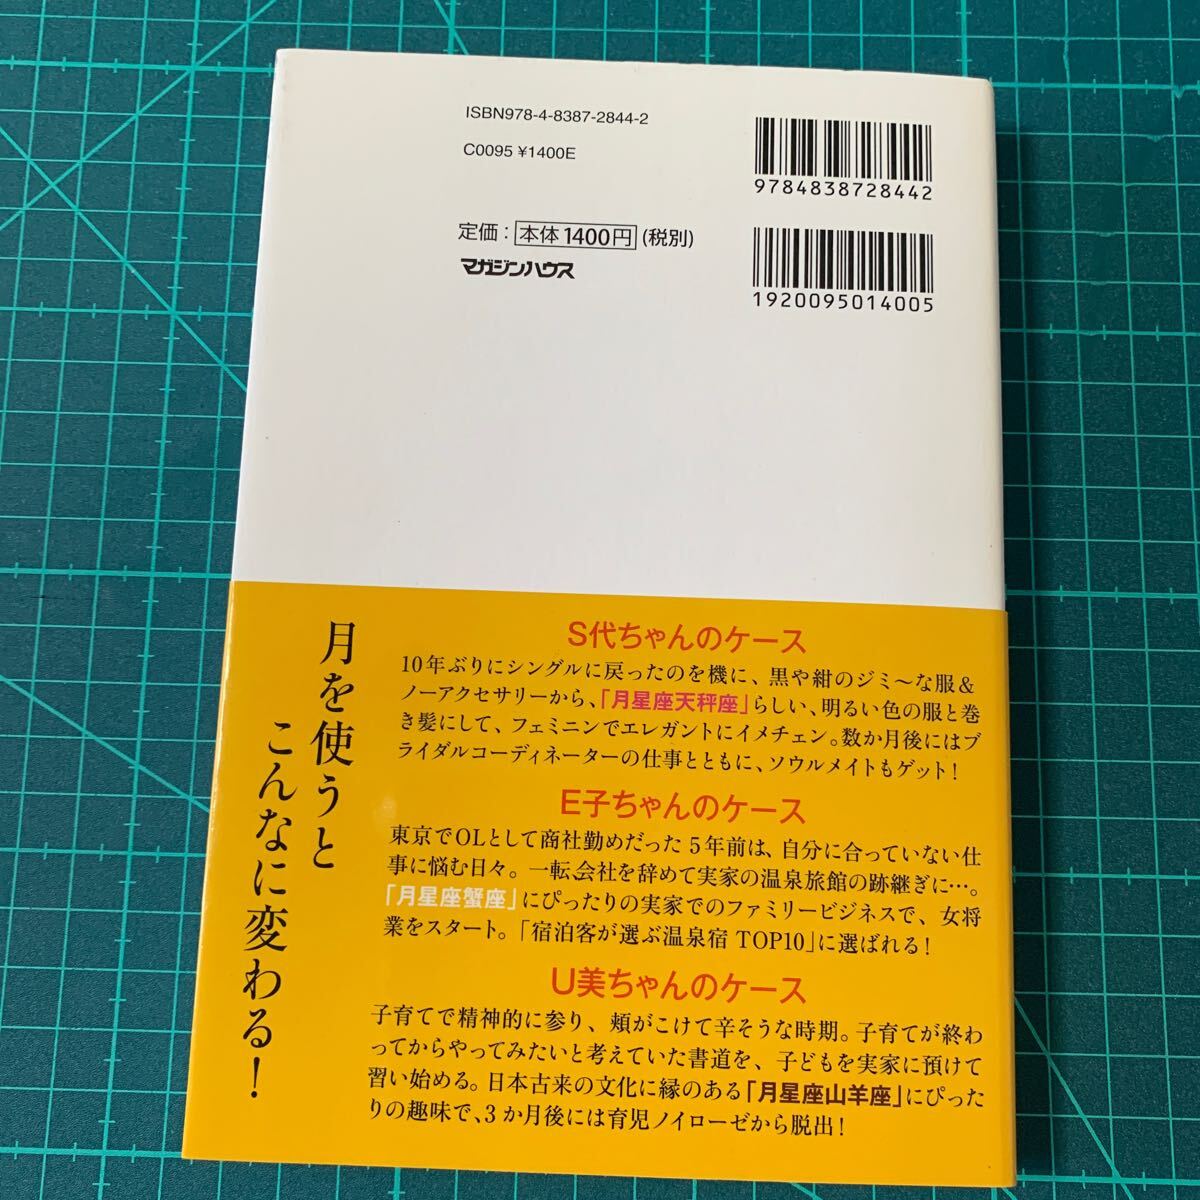 ISBN978-4-8387-2844-2
C0095 ¥1400E
9784838728442
定価：本体1400円(税別)
マガジンハウス
1920095014005
月を使うと
こんなに変わる！
S代ちゃんのケース
10年ぶりにシングルに戻ったのを機に、黒や紺のジミ〜な服＆
ノーアクセサリーから、「月星座天秤座」らしい、明るい色の服と巻
き髪にして、フェミニンでエレガントにイメチェン。数か月後にはブ
ライダルコーディネーターの仕事とともに、ソウルメイトもゲット！
E子ちゃんのケース
東京でOLとして商社勤めだった5年前は、自分に合っていない仕
事に悩む日々。一転、会社を辞めて実家の温泉旅館の跡継ぎに…。
「月星座蟹座」にぴったりの実家でのファミリービジネスで、女将
業をスタート。「宿泊客が選ぶ温泉宿 TOP10」に選ばれる！
U美ちゃんのケース
子育てで精神的に参り、頬がこけて辛そうな時期。子育てが終わ
ってからやってみたいと考えていた書道を、子どもを実家に預けて
習い始める。日本古来の文化に縁のある「月星座山羊座」にぴった
りの趣味で、3か月後には育児ノイローゼから脱出！